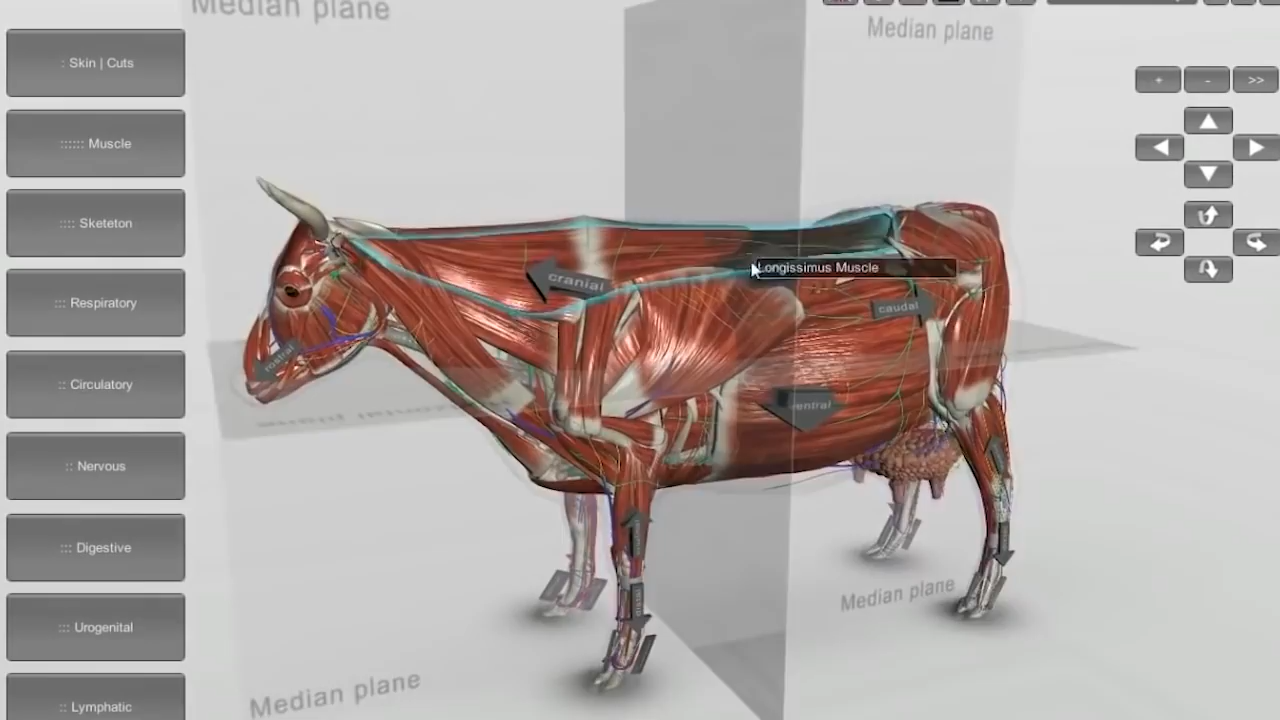 Median plane
Median plane
: Skin | Cuts
:::::: Muscle
:::: Sketeton
::: Respiratory
:: Circulatory
:: Nervous
::: Digestive
::: Urogenital
:: Lymphatic
+
-
>>
Longissimus Muscle
cranial
caudal
rostral
ventral
Median plane
Median plane